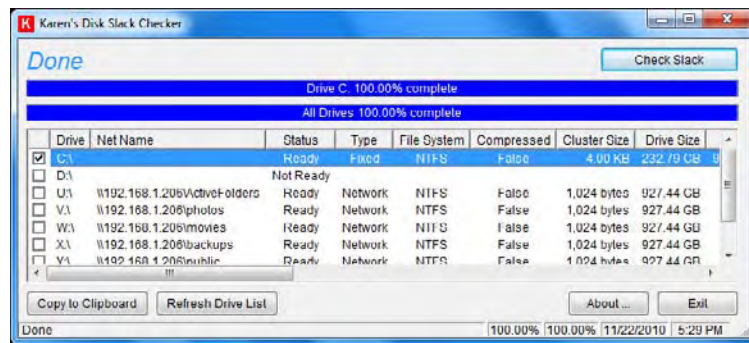 K Karen's Disk Slack Checker
Done Check Slack
Drive C: 100.00% complete
All Drives 100.00% complete
Drive Net Name Status Type File System Compressed Cluster Size Drive Size
C:\ Ready Fixed NTFS False 4.00 KB 232.79 GB 9
D:\ Not Ready
U:\ \\192.168.1.206\ActiveFolders Ready Network NTFS False 1,024 bytes 927.44 GB
V:\ \\192.168.1.206\photos Ready Network NTFS False 1,024 bytes 927.44 GB
W:\ \\192.168.1.206\movies Ready Network NTFS False 1,024 bytes 927.44 GB
X:\ \\192.168.1.206\backups Ready Network NTFS False 1,024 bytes 927.44 GB
Y:\ \\192.168.1.206\public Ready Network NTFS False 1,024 bytes 927.44 GB
Copy to Clipboard Refresh Drive List About ... Exit
Done 100.00% 100.00% 11/22/2010 5:29 PM